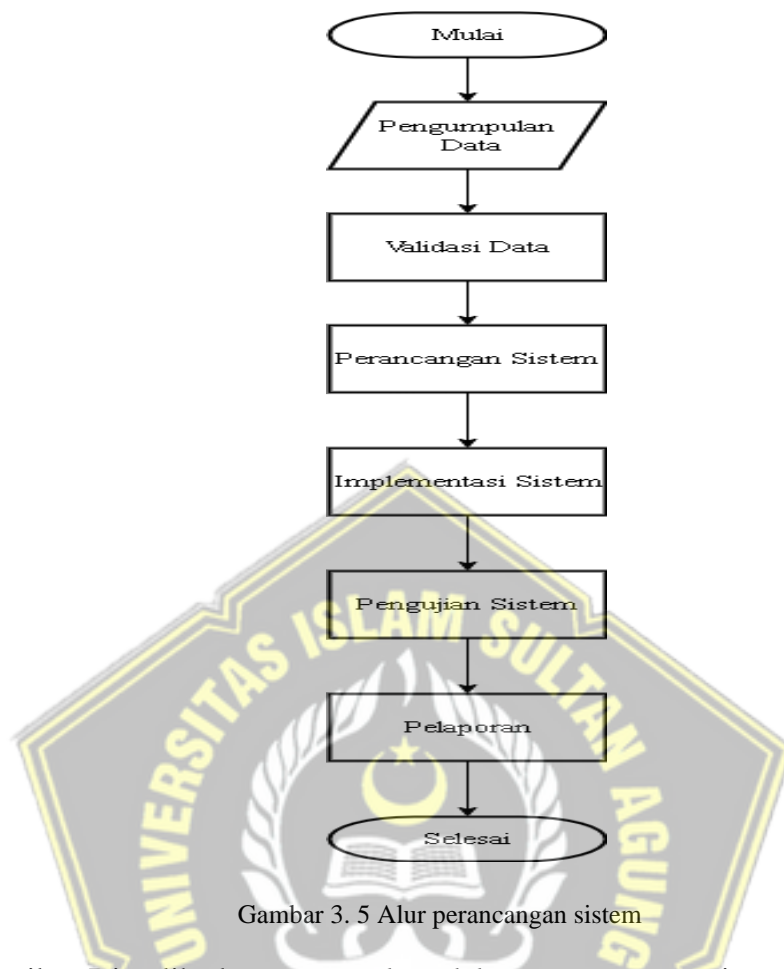 Mulai
Pengumpulan
Data
Validasi Data
Perancangan Sistem
Implementasi Sistem
Pengujian Sistem
Pelaporan
Selesai
UNIVERSITAS ISLAM SULTAN AGUNG
Gambar 3. 5 Alur perancangan sistem